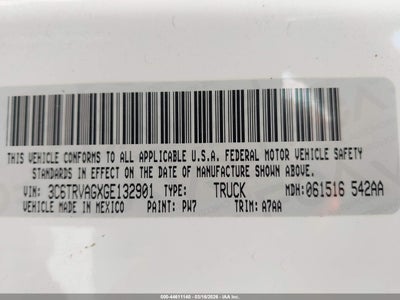 THIS VEHICLE CONFORMS TO ALL APPLICABLE U.S.A. FEDERAL MOTOR VEHICLE SAFETY
STANDARDS IN EFFECT ON THE DATE OF MANUFACTURE SHOWN ABOVE.
VIN: 3C6TRVAGXGE132901 TYPE: TRUCK MDH: 061516 542AA
VEHICLE MADE IN MEXICO PAINT: PW7 TRIM: A7AA
500-44611140 - 03/16/2026 - IAA Inc.